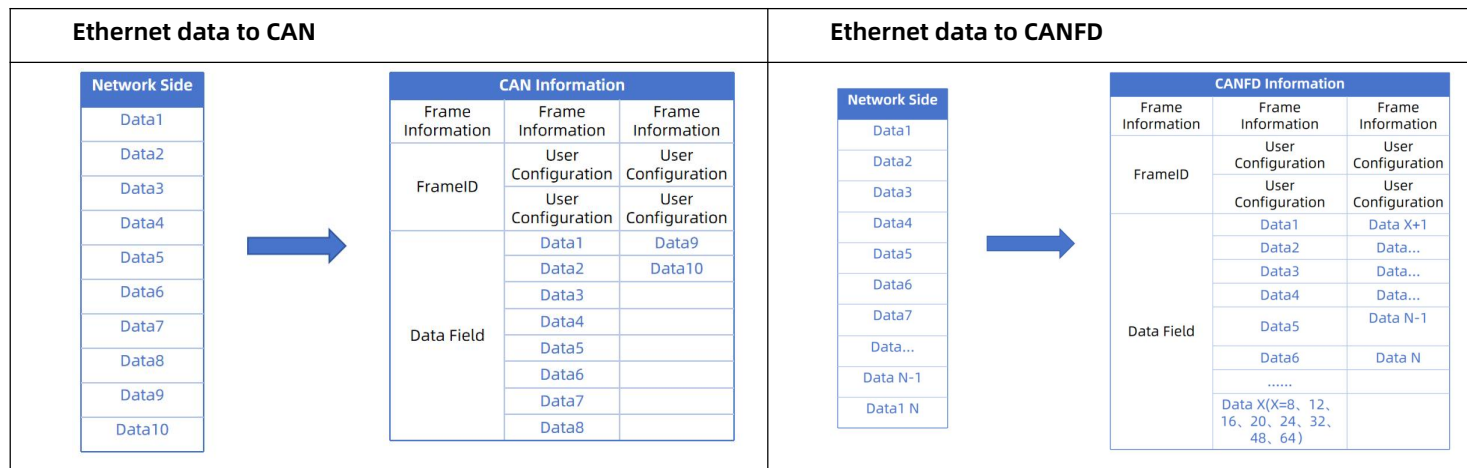 Ethernet data to CAN
Ethernet data to CANFD
Network Side
Data1
Data2
Data3
Data4
Data5
Data6
Data7
Data8
Data9
Data10
CAN Information
Frame Information Frame Information Frame Information
FrameID User Configuration User Configuration
User Configuration User Configuration
Data Field Data1 Data9
Data2 Data10
Data3
Data4
Data5
Data6
Data7
Data8
Network Side
Data1
Data2
Data3
Data4
Data5
Data6
Data7
Data...
Data N-1
Data1 N
CANFD Information
Frame Information Frame Information Frame Information
FrameID User Configuration User Configuration
User Configuration User Configuration
Data Field Data1 Data X+1
Data2 Data...
Data3 Data...
Data4 Data...
Data5 Data N-1
Data6 Data N
......
Data X(X=8、12、
16、20、24、32、
48、64)